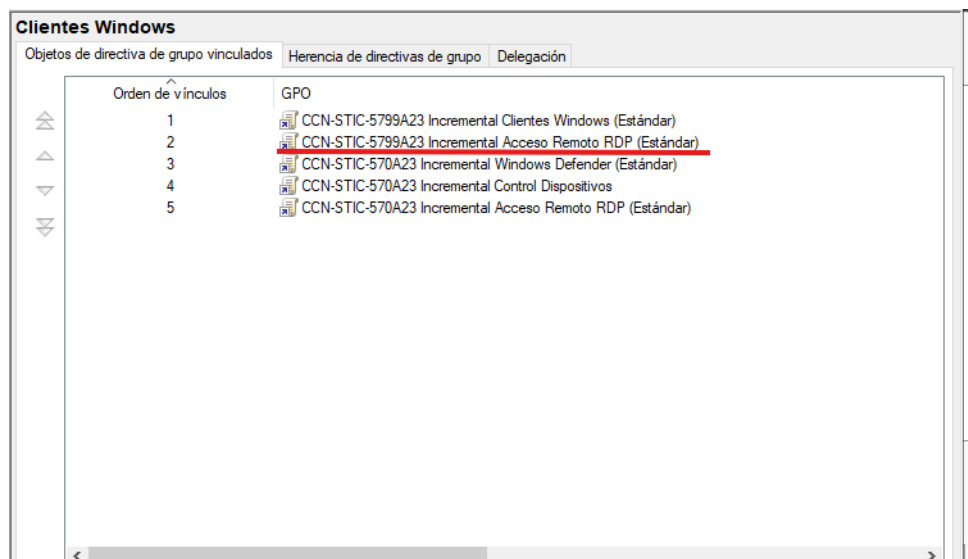 Clientes Windows
Objetos de directiva de grupo vinculados Herencia de directivas de grupo Delegación
Orden de vínculos GPO
1 CCN-STIC-5799A23 Incremental Clientes Windows (Estándar)
2 CCN-STIC-5799A23 Incremental Acceso Remoto RDP (Estándar)
3 CCN-STIC-570A23 Incremental Windows Defender (Estándar)
4 CCN-STIC-570A23 Incremental Control Dispositivos
5 CCN-STIC-570A23 Incremental Acceso Remoto RDP (Estándar)